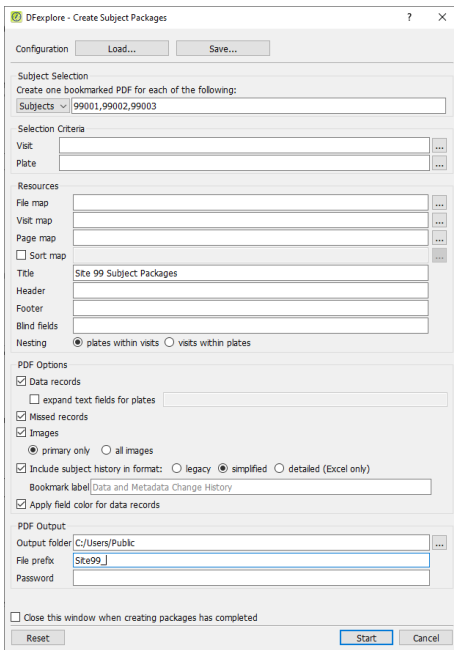 DFexplore - Create Subject Packages
Configuration Load... Save...
Subject Selection
Create one bookmarked PDF for each of the following:
Subjects 99001,99002,99003
Selection Criteria
Visit ...
Plate ...
Resources
File map ...
Visit map ...
Page map ...
Sort map ...
Title Site 99 Subject Packages
Header
Footer
Blind fields
Nesting plates within visits visits within plates
PDF Options
Data records
expand text fields for plates
Missed records
Images
primary only all images
Include subject history in format: legacy simplified detailed (Excel only)
Bookmark label Data and Metadata Change History
Apply field color for data records
PDF Output
Output folder C:/Users/Public ...
File prefix Site99_
Password
Close this window when creating packages has completed
Reset Start Cancel